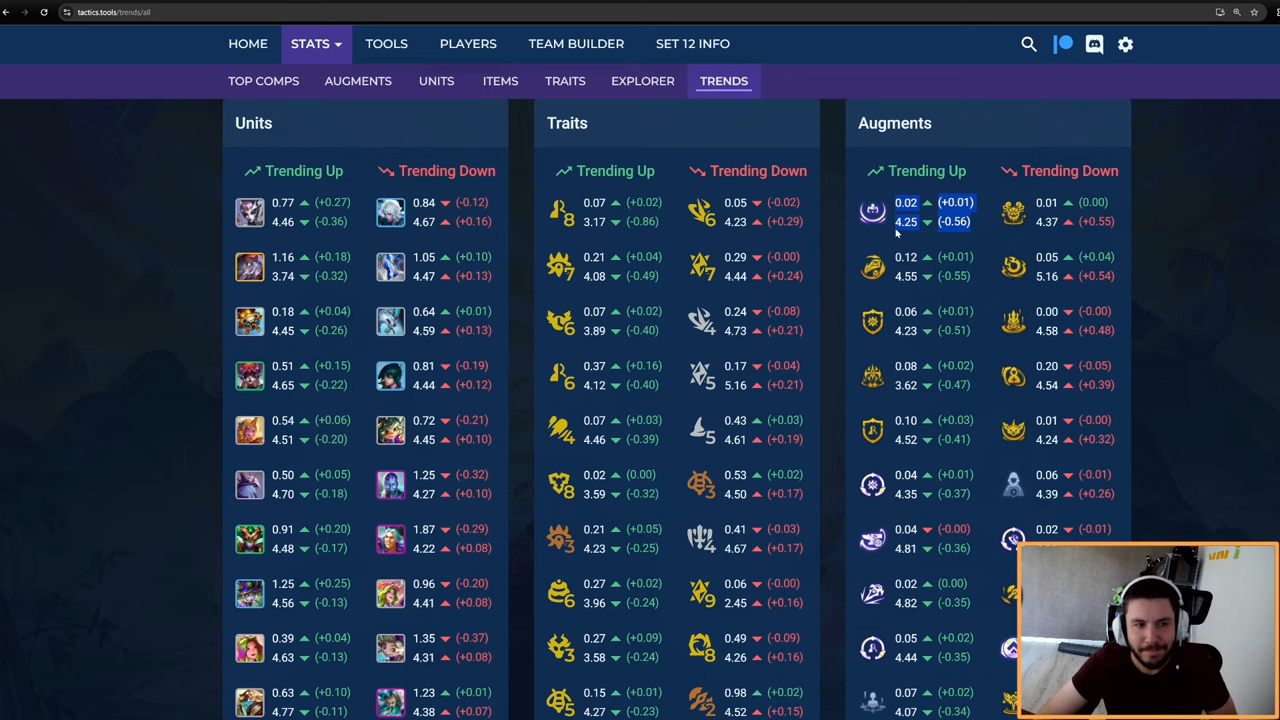 tactics.tools/trends/all
HOME STATS TOOLS PLAYERS TEAM BUILDER SET 12 INFO
TOP COMPS AUGMENTS UNITS ITEMS TRAITS EXPLORER TRENDS
Units Traits Augments
Trending Up Trending Down Trending Up Trending Down Trending Up Trending Down
0.77 (+0.27) 0.84 (-0.12) 0.07 (+0.02) 0.05 (-0.02) 0.02 (+0.01) 0.01 (0.00)
8 6
4.46 (-0.36) 4.67 (+0.16) 3.17 (-0.86) 4.23 (+0.29) 4.25 (-0.56) 4.37 (+0.55)
1.16 (+0.18) 1.05 (+0.10) 0.21 (+0.04) 0.29 (-0.00) 0.12 (+0.01) 0.05 (+0.04)
7 7
3.74 (-0.32) 4.47 (+0.13) 4.08 (-0.49) 4.44 (+0.24) 4.55 (-0.55) 5.16 (+0.54)
0.18 (+0.04) 0.64 (+0.01) 0.07 (+0.02) 0.24 (-0.08) 0.06 (+0.01) 0.00 (-0.00)
6 4
4.45 (-0.26) 4.59 (+0.13) 3.89 (-0.40) 4.73 (+0.21) 4.23 (-0.51) 4.58 (+0.48)
0.51 (+0.15) 0.81 (-0.19) 0.37 (+0.16) 0.17 (-0.04) 0.08 (+0.02) 0.20 (-0.05)
6 5
4.65 (-0.22) 4.44 (+0.12) 4.12 (-0.40) 5.16 (+0.21) 3.62 (-0.47) 4.54 (+0.39)
0.54 (+0.06) 0.72 (-0.21) 0.07 (+0.03) 0.43 (+0.03) 0.10 (+0.03) 0.01 (-0.00)
4 5
4.51 (-0.20) 4.45 (+0.10) 4.46 (-0.39) 4.61 (+0.19) 4.52 (-0.41) 4.24 (+0.32)
0.50 (+0.05) 1.25 (-0.32) 0.02 (0.00) 0.53 (+0.02) 0.04 (+0.01) 0.06 (-0.01)
8 3
4.70 (-0.18) 4.27 (+0.10) 3.59 (-0.32) 4.50 (+0.17) 4.35 (-0.37) 4.39 (+0.26)
0.91 (+0.20) 1.87 (-0.29) 0.21 (+0.05) 0.41 (-0.03) 0.04 (-0.00) 0.02 (-0.01)
3 4
4.48 (-0.17) 4.22 (+0.08) 4.23 (-0.25) 4.67 (+0.17) 4.81 (-0.36)
1.25 (+0.25) 0.96 (-0.20) 0.27 (+0.02) 0.06 (-0.00) 0.02 (0.00)
6 9
4.56 (-0.13) 4.41 (+0.08) 3.96 (-0.24) 2.45 (+0.16) 4.82 (-0.35)
0.39 (+0.04) 1.35 (-0.37) 0.27 (+0.09) 0.49 (-0.09) 0.05 (+0.02)
3 8
4.63 (-0.13) 4.31 (+0.08) 3.58 (-0.24) 4.26 (+0.16) 4.44 (-0.35)
0.63 (+0.10) 1.23 (+0.01) 0.15 (+0.01) 0.98 (+0.02) 0.07 (+0.02)
5 2
4.77 (-0.11) 4.38 (+0.07) 4.27 (-0.23) 4.52 (+0.15) 4.07 (-0.34)